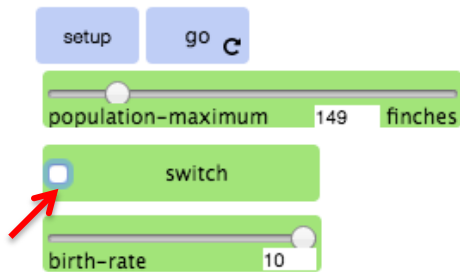 setup go
population-maximum 149 finches
switch
birth-rate 10